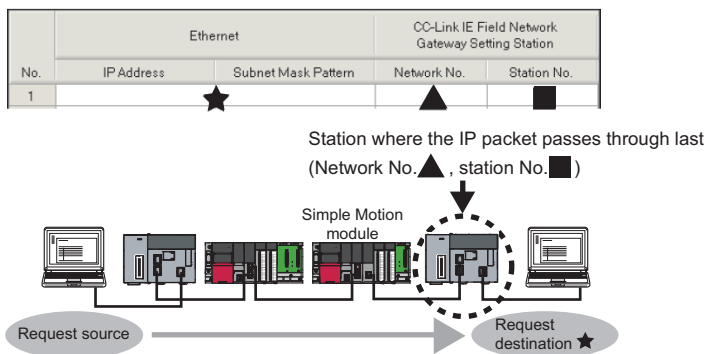 Ethernet
CC-Link IE Field Network
Gateway Setting Station
No.
IP Address
Subnet Mask Pattern
Network No.
Station No.
1
Station where the IP packet passes through last
(Network No.▲, station No.■)
Simple Motion
module
Request source
Request
destination ★